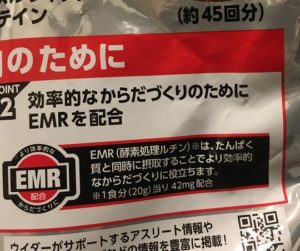 テイン
(約45回分)
のために
POINT
2
効率的なからだづくりのために
EMRを配合
より効率的な
EMR
配合
からだづくりに
EMR(酵素処理ルチン)※は、たんぱく
質と同時に摂取することでより効率的
なからだづくりに役立ちます。
※1食分(20g)当り42mg配合
ウイダーがサポートするアスリート情報や
の情報を豊富に掲載!